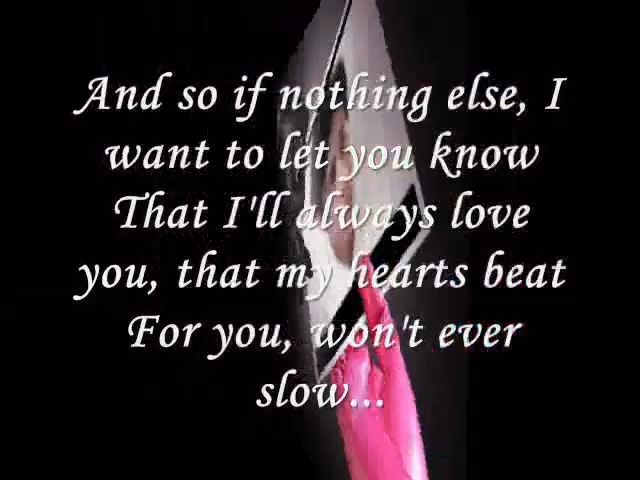 And so if nothing else, I
want to let you know
That I'll always love
you, that my hearts beat
For you, won't ever
slow...